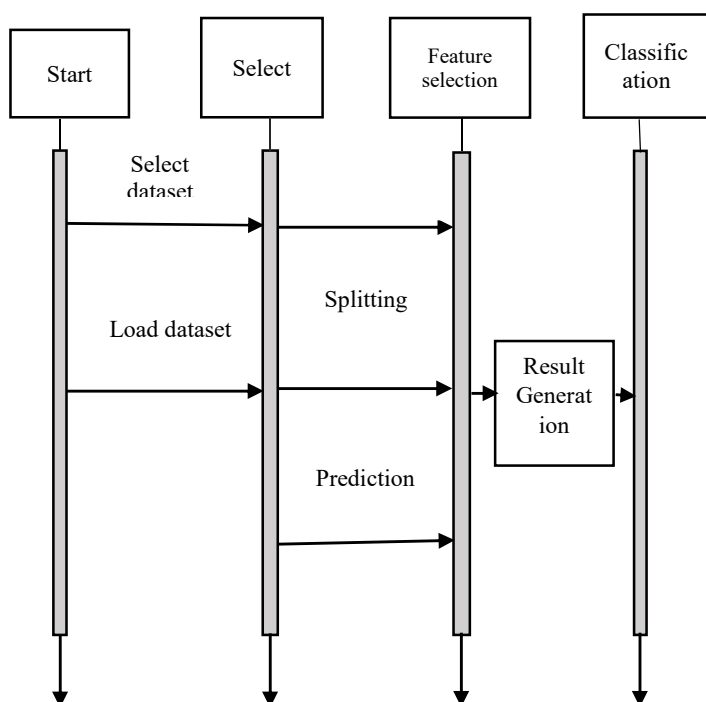 Start
Select
Feature
selection
Classific
ation
Select
dataset
Splitting
Load dataset
Result
Generat
ion
Prediction